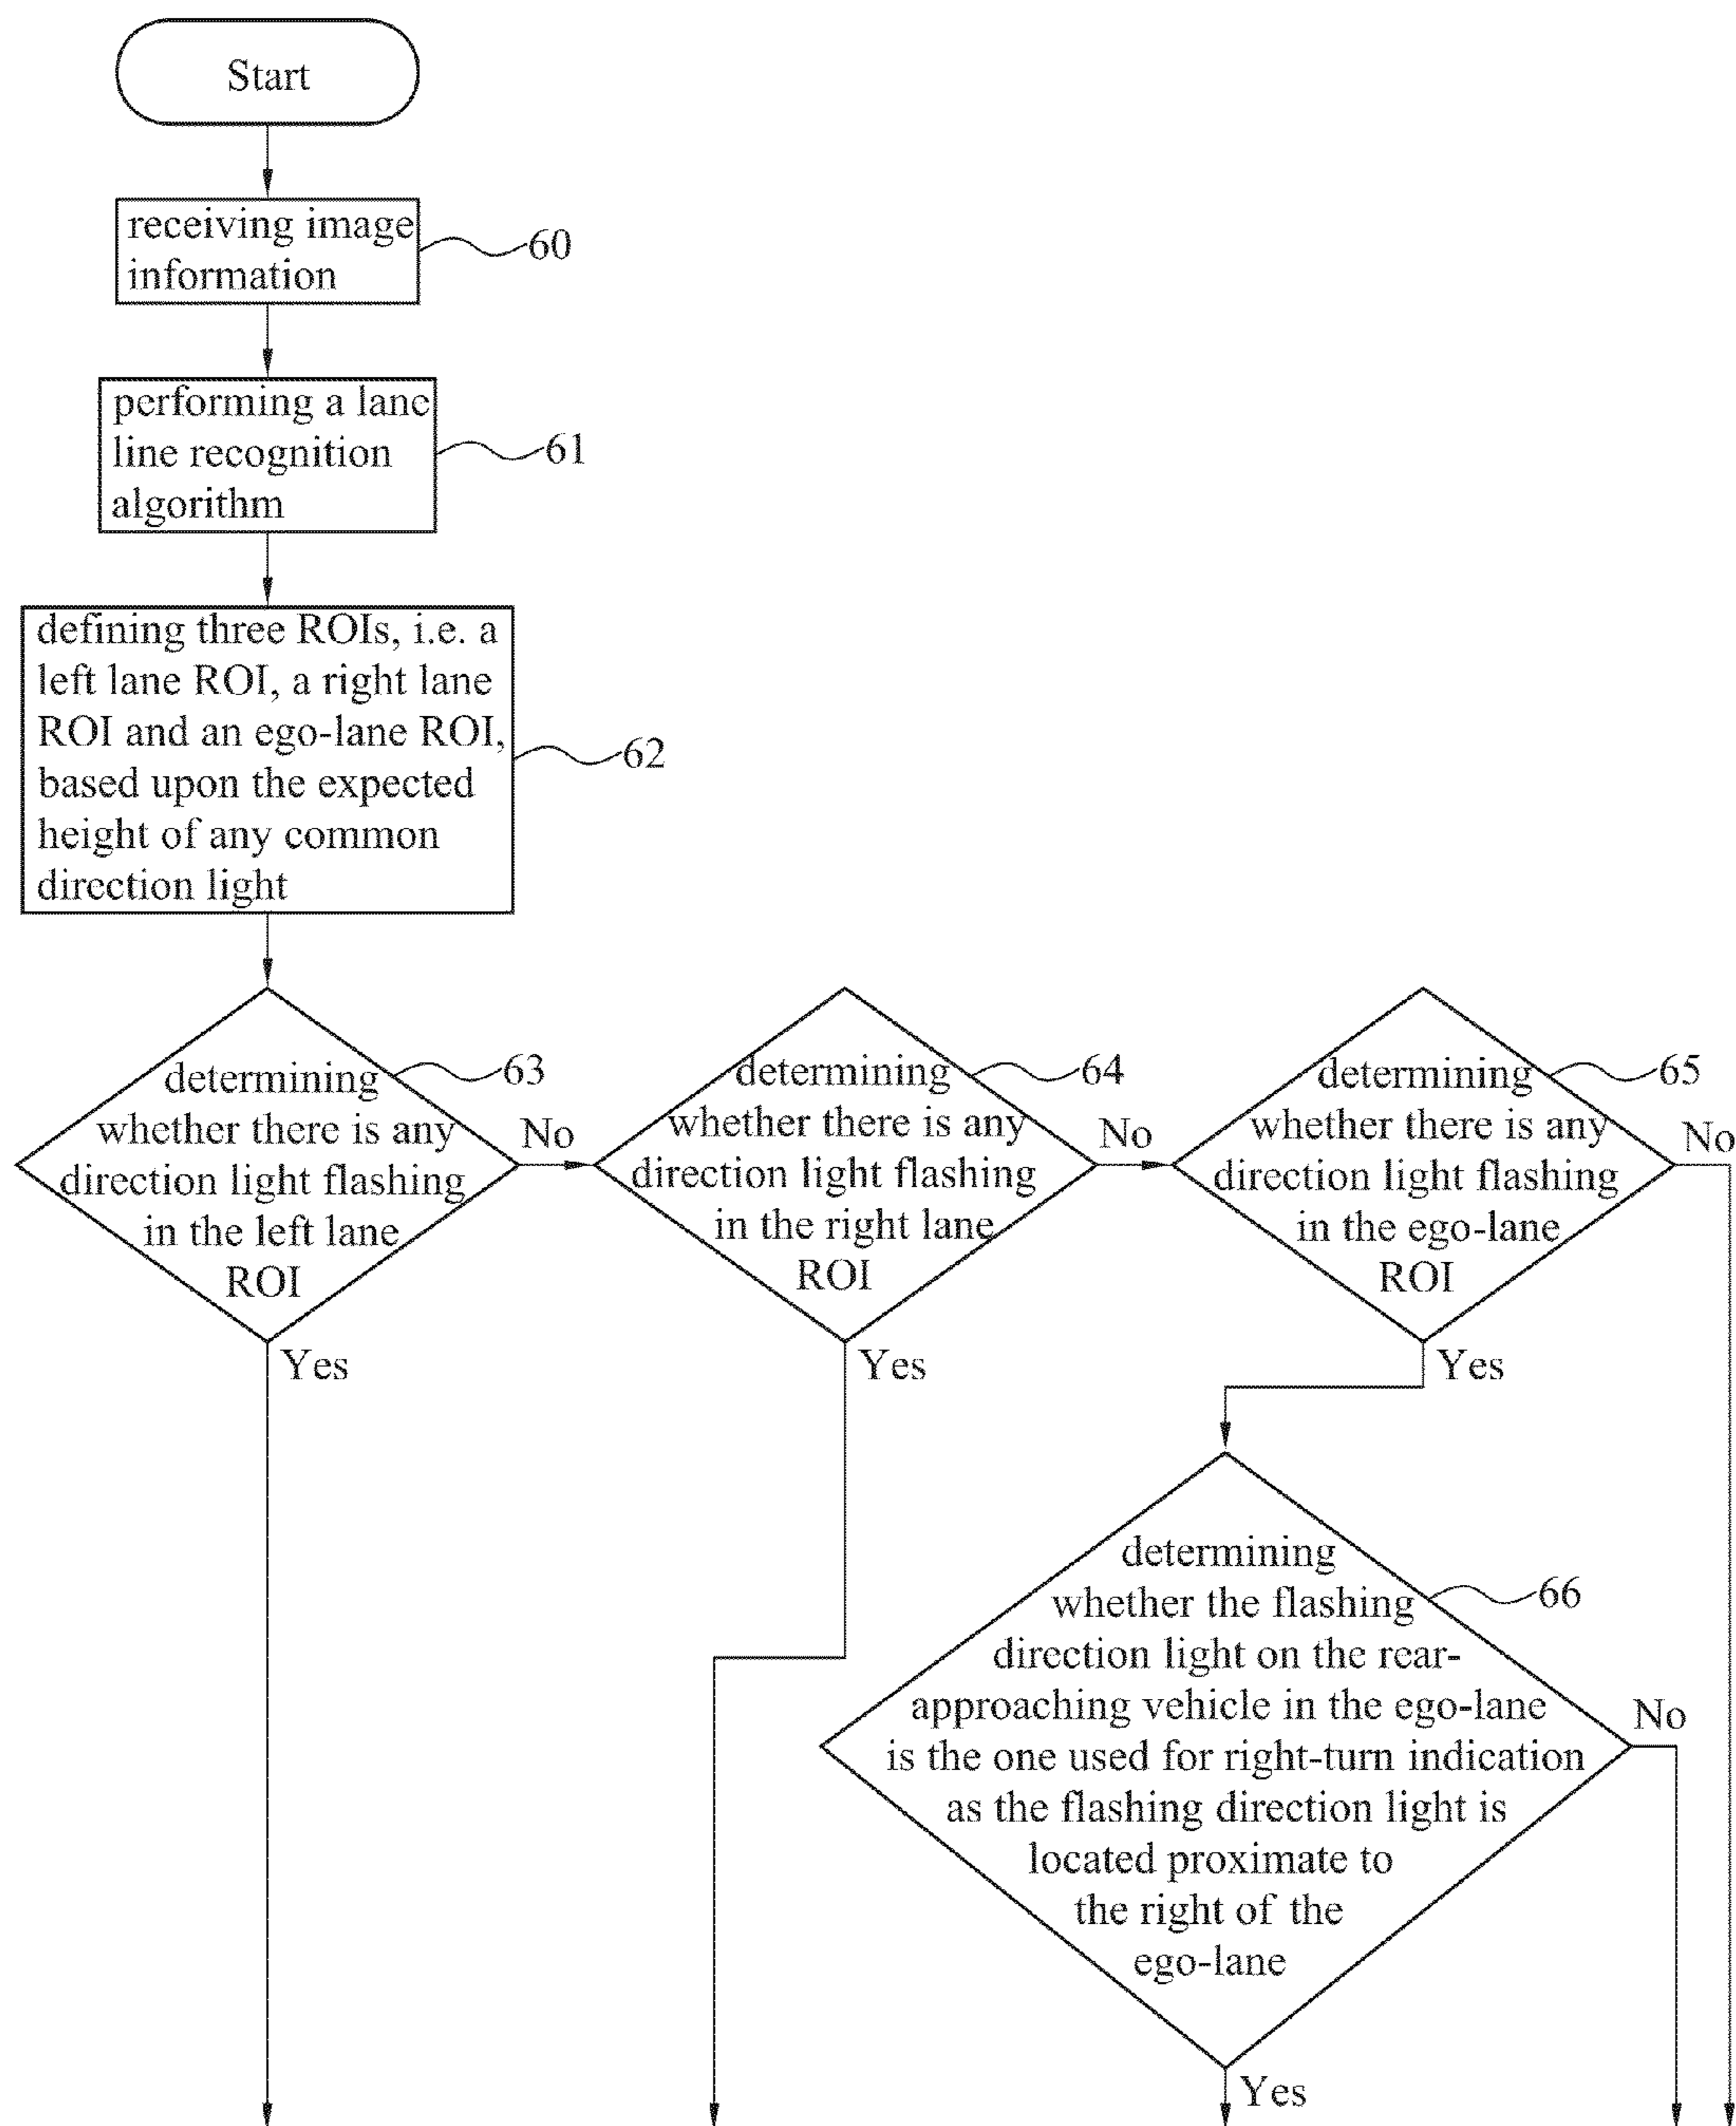 Start
receiving image
information
60
performing a lane
line recognition
algorithm
61
defining three ROIs, i.e. a
left lane ROI, a right lane
ROI and an ego-lane ROI,
based upon the expected
height of any common
direction light
62
determining
whether there is any
direction light flashing
in the left lane
ROI
63
No
Yes
determining
whether there is any
direction light flashing
in the right lane
ROI
64
No
Yes
determining
whether there is any
direction light flashing
in the ego-lane
ROI
65
No
Yes
determining
whether the flashing
direction light on the rear-
approaching vehicle in the ego-lane
is the one used for right-turn indication
as the flashing direction light is
located proximate to
the right of the
ego-lane
66
No
Yes